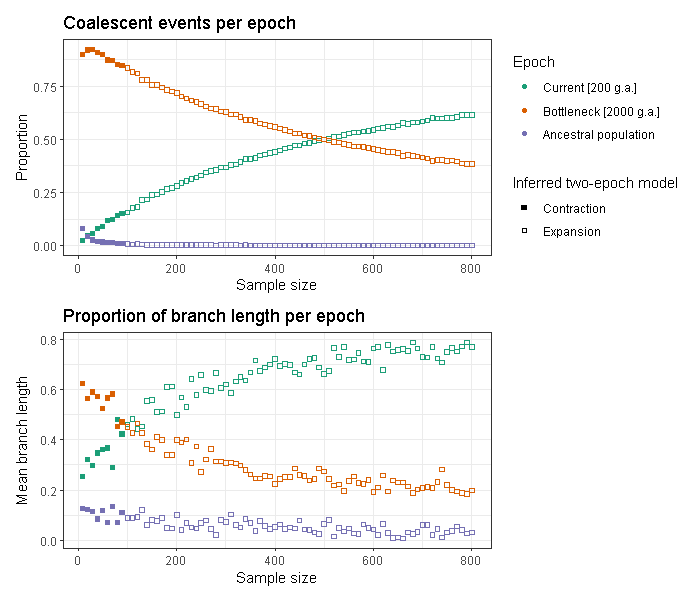 Coalescent events per epoch
Proportion
0.75
0.50
0.25
0.00
0
200
400
600
800
Sample size
Epoch
Current [200 g.a.]
Bottleneck [2000 g.a.]
Ancestral population
Inferred two-epoch model
Contraction
Expansion
Proportion of branch length per epoch
Mean branch length
0.8
0.6
0.4
0.2
0.0
0
200
400
600
800
Sample size